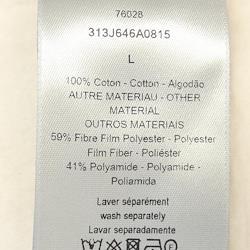 76028
313J646A0815
L
100% Coton - Cotton - Algodão
AUTRE MATERIAU - OTHER
MATERIAL
OUTROS MATERIAIS
59% Fibre Film Polyester - Polyester
Film Fiber - Poliéster
41% Polyamide - Polyamide -
Poliamida
Laver séparément
wash separately
Lavar separadamente